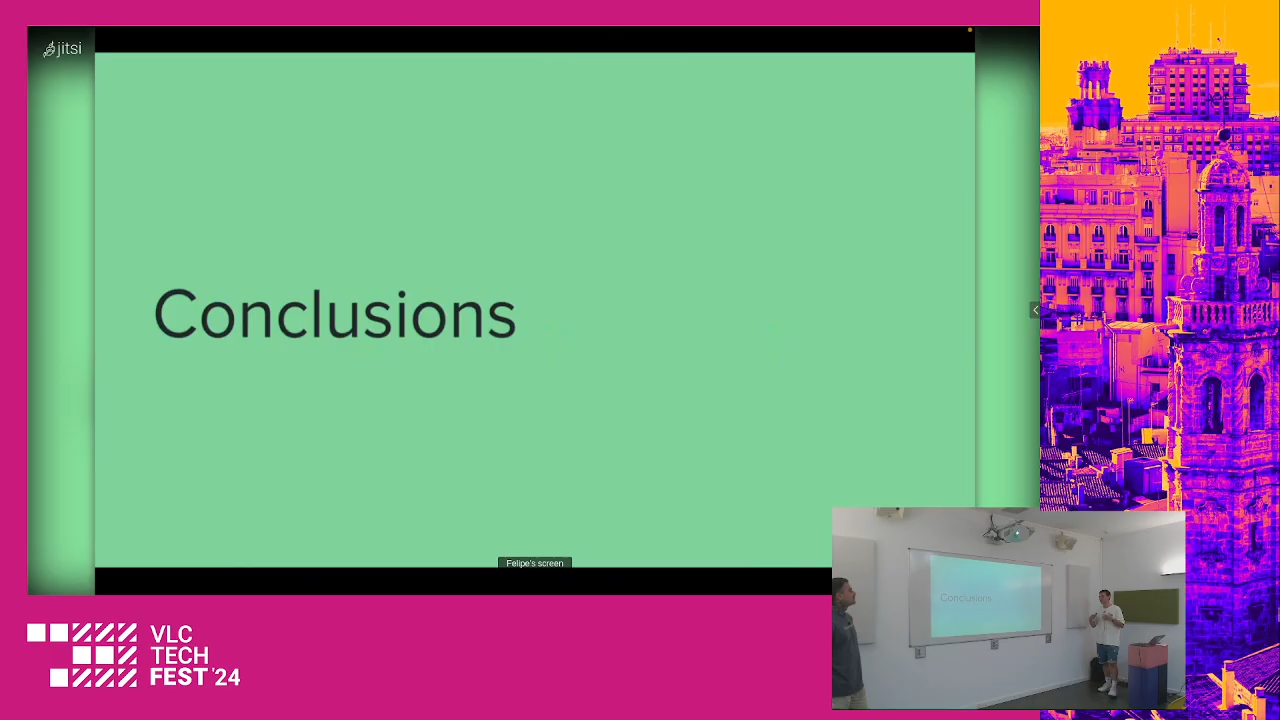 jitsi
Conclusions
Felipe's screen
Conclusions
VLC
TECH
FEST '24